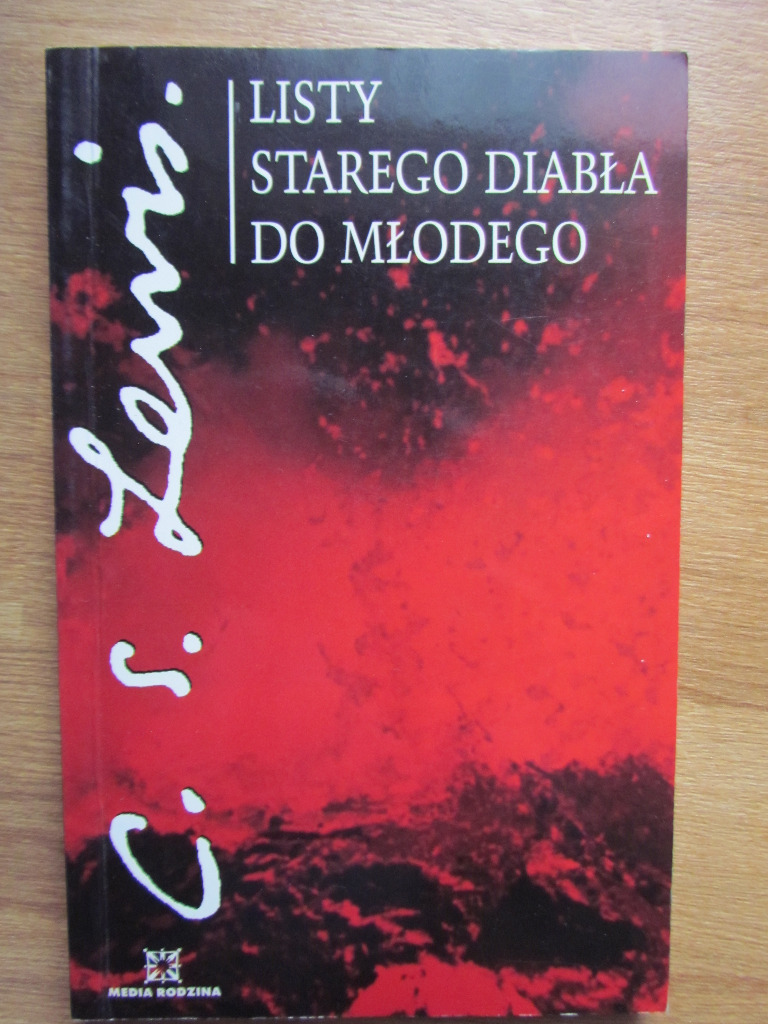 LISTY
STAREGO DIABŁA
DO MŁODEGO
C. S. Lewis.
MEDIA RODZINA